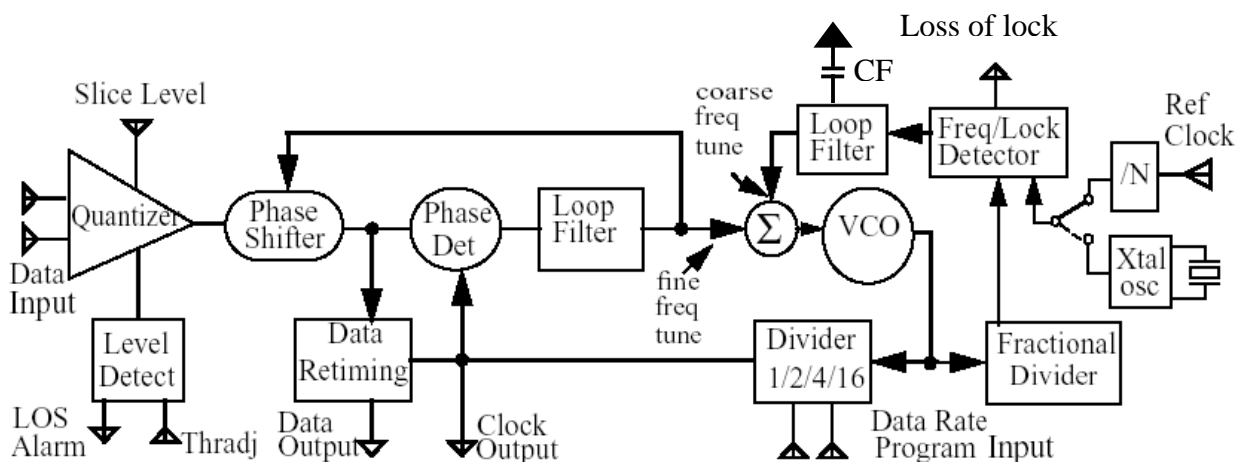 Loss of lock
CF
Slice Level
coarse
freq
tune
Loop
Filter
Freq/Lock
Detector
Ref
Clock
/N
Quantizer
Phase
Shifter
Phase
Det
Loop
Filter
Σ
VCO
Data
Input
Xtal
osc
fine
freq
tune
Level
Detect
Data
Retiming
Divider
1/2/4/16
Fractional
Divider
LOS
Alarm
Thradj
Data
Output
Clock
Output
Data Rate
Program Input